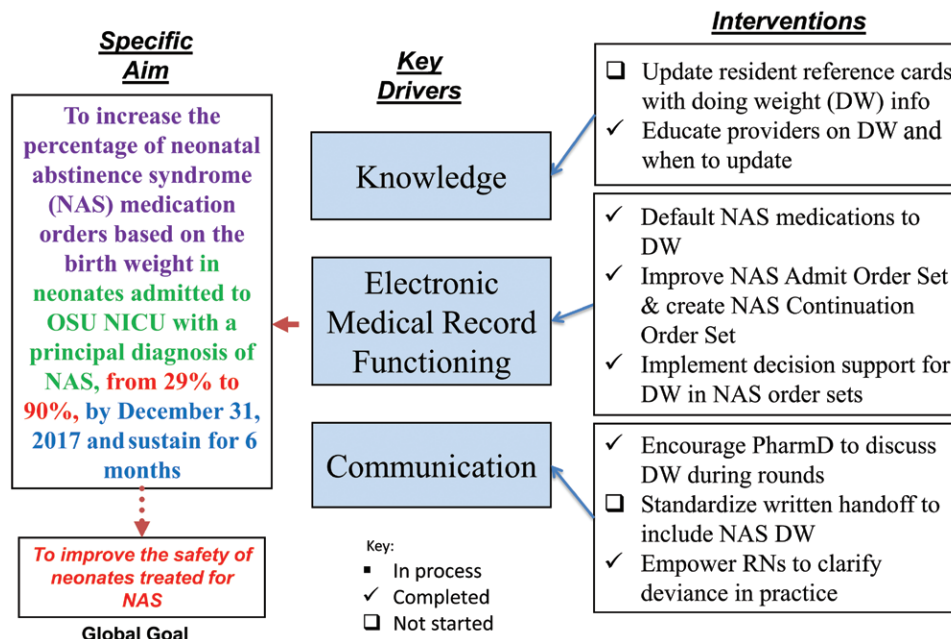 Specific
Aim
To increase the
percentage of neonatal
abstinence syndrome
(NAS) medication
orders based on the
birth weight in
neonates admitted to
OSU NICU with a
principal diagnosis of
NAS, from 29% to
90%, by December 31,
2017 and sustain for 6
months
To improve the safety of
neonates treated for
NAS
Global Goal
Key
Drivers
Knowledge
Electronic
Medical Record
Functioning
Communication
Key:
▪ In process
✓ Completed
❑ Not started
Interventions
❑ Update resident reference cards
with doing weight (DW) info
✓ Educate providers on DW and
when to update
✓ Default NAS medications to
DW
✓ Improve NAS Admit Order Set
& create NAS Continuation
Order Set
✓ Implement decision support for
DW in NAS order sets
✓ Encourage PharmD to discuss
DW during rounds
❑ Standardize written handoff to
include NAS DW
✓ Empower RNs to clarify
deviance in practice